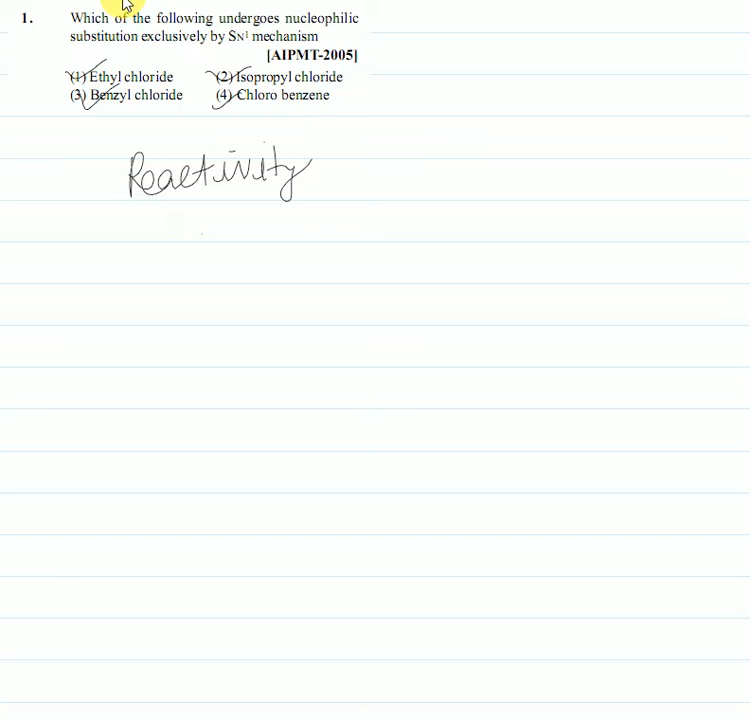 1. Which of the following undergoes nucleophilic
substitution exclusively by SN¹ mechanism
[AIPMT-2005]
(1) Ethyl chloride (2) Isopropyl chloride
(3) Benzyl chloride (4) Chloro benzene
Reactivity